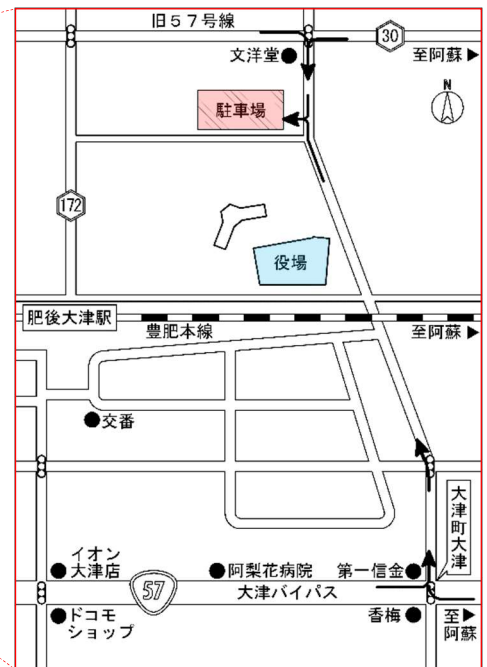 旧５７号線
30
文洋堂
至阿蘇
N
駐車場
172
役場
肥後大津駅
豊肥本線
至阿蘇
交番
大津町大津
イオン
大津店
57
阿梨花病院
第一信金
大津バイパス
ドコモ
ショップ
香梅
至
阿蘇